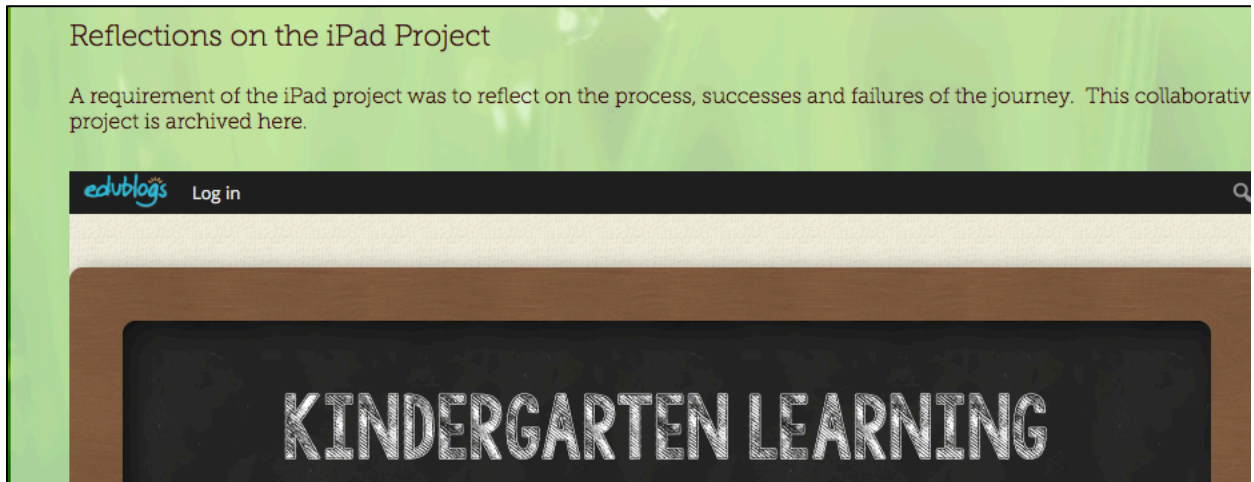 Reflections on the iPad Project
A requirement of the iPad project was to reflect on the process, successes and failures of the journey.  This collaborativ
project is archived here.
edublogs Log in
KINDERGARTEN LEARNING